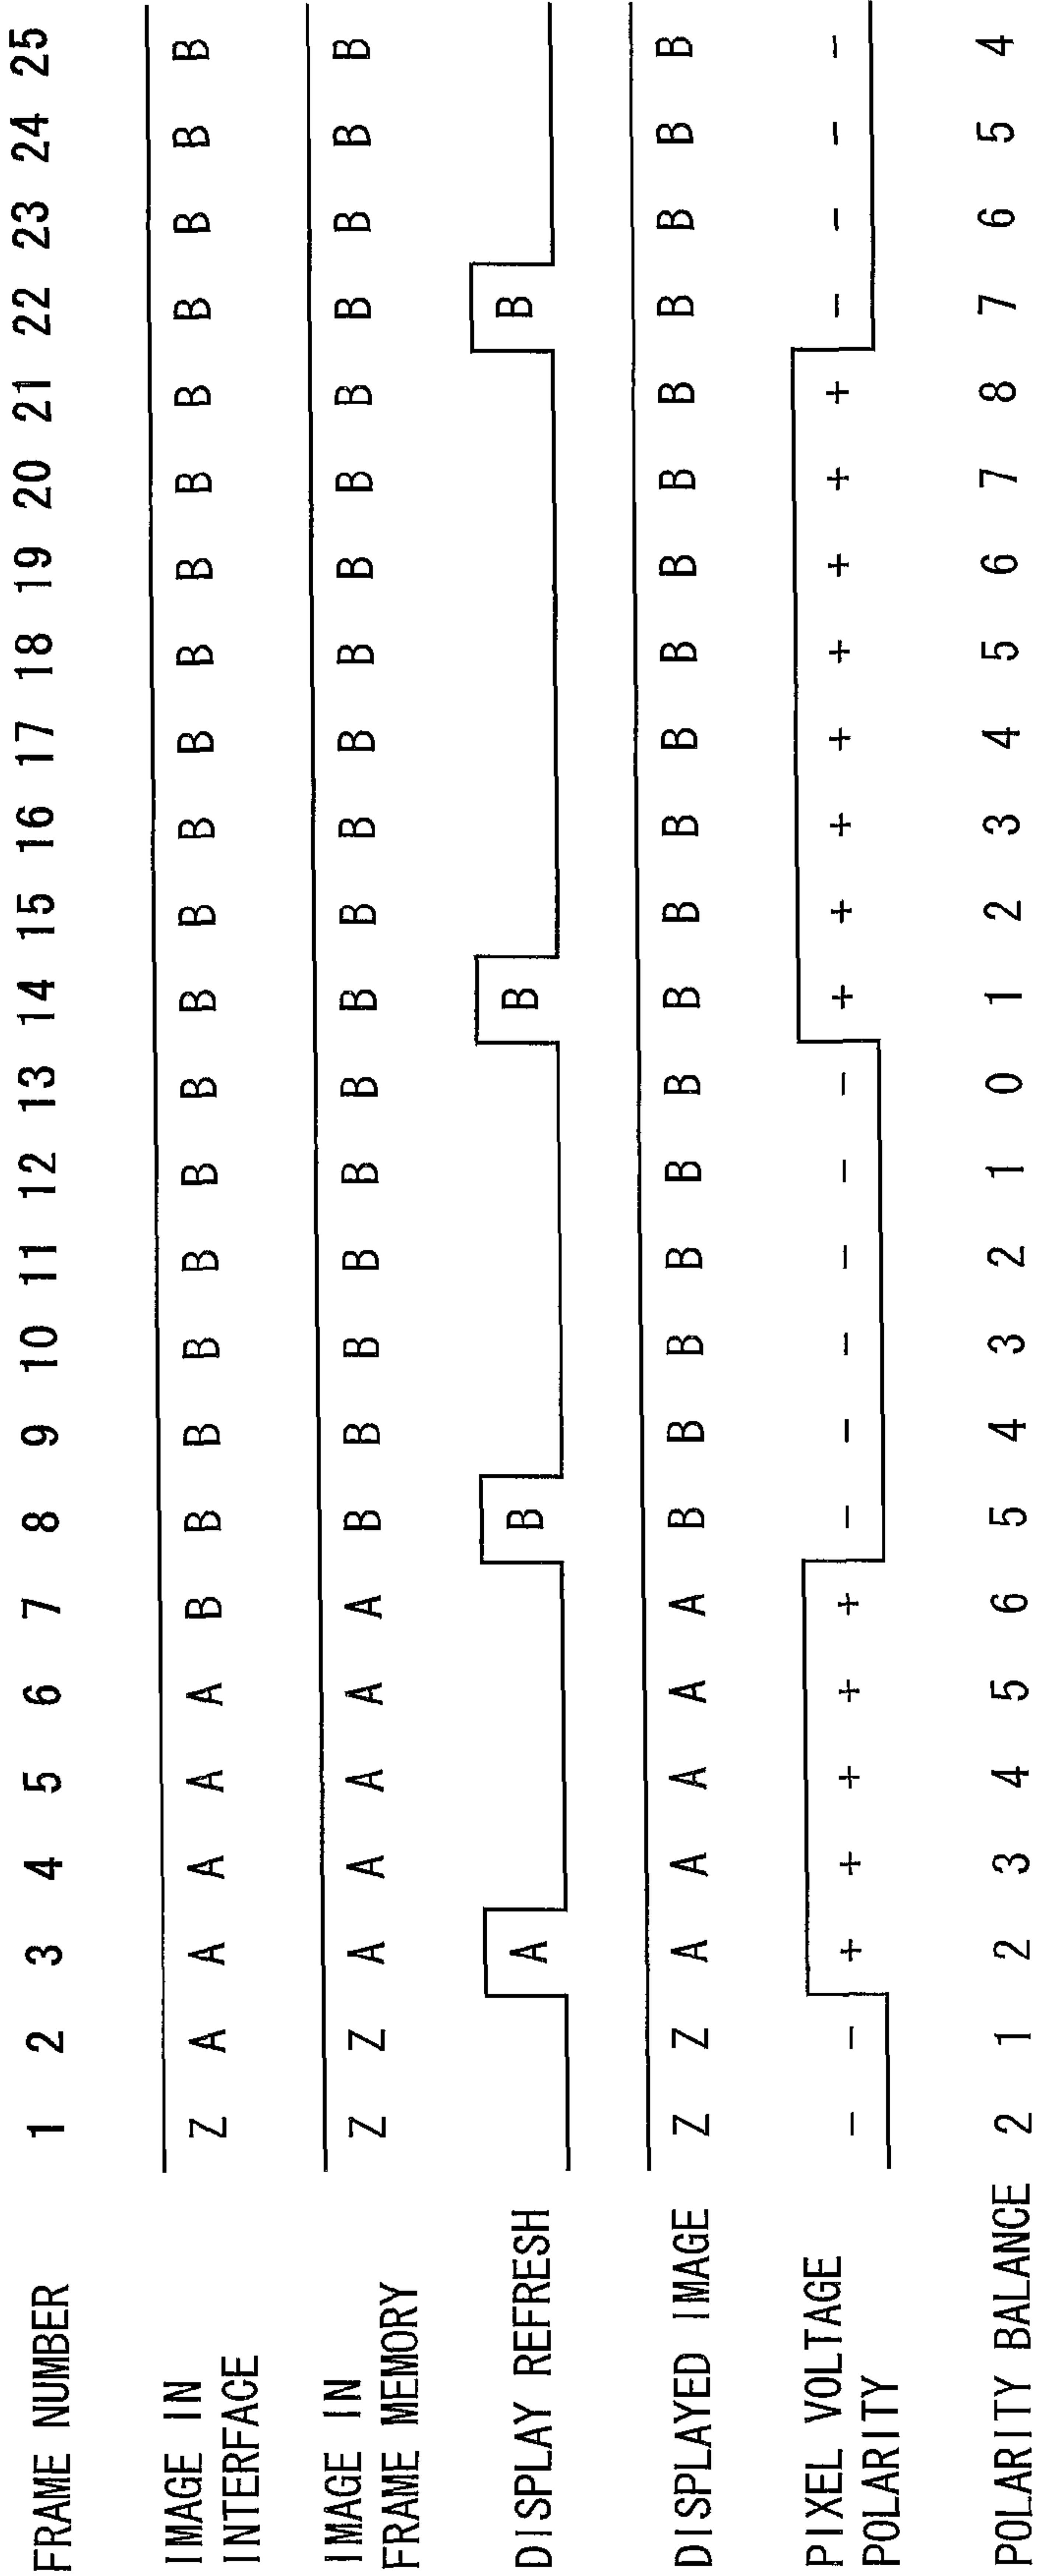 FRAME NUMBER 1 2 3 4 5 6 7 8 9 10 11 12 13 14 15 16 17 18 19 20 21 22 23 24 25
IMAGE IN
INTERFACE
Z A A A A A B B B B B B B B B B B B B B B B B B B
IMAGE IN
FRAME MEMORY
Z Z A A A A A B B B B B B B B B B B B B B B B B B
DISPLAY REFRESH A B B B
DISPLAYED IMAGE Z Z A A A A A B B B B B B B B B B B B B B B B B B
PIXEL VOLTAGE
POLARITY
- - + + + + + - - - - - - + + + + + + + + - - - -
POLARITY BALANCE 2 1 2 3 4 5 6 5 4 3 2 1 0 1 2 3 4 5 6 7 8 7 6 5 4